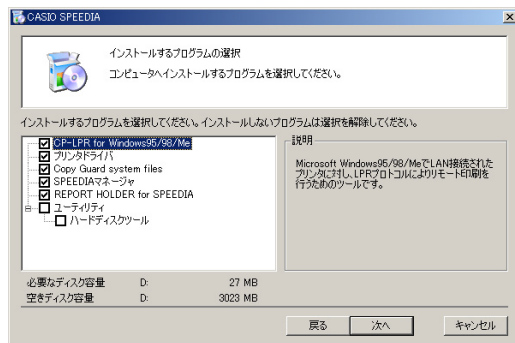 CASIO SPEEDIA
インストールするプログラムの選択
コンピュータへインストールするプログラムを選択してください。
インストールするプログラムを選択してください。インストールしないプログラムは選択を解除してください。
CP-LPR for Windows95/98/Me
プリンタドライバ
Copy Guard system files
SPEEDIAマネージャ
REPORT HOLDER for SPEEDIA
ユーティリティ
ハードディスクツール
説明
Microsoft Windows95/98/MeでLAN接続された
プリンタに対し、LPRプロトコルによりリモート印刷を
行うためのツールです。
必要なディスク容量 D: 27 MB
空きディスク容量 D: 3023 MB
戻る 次へ キャンセル